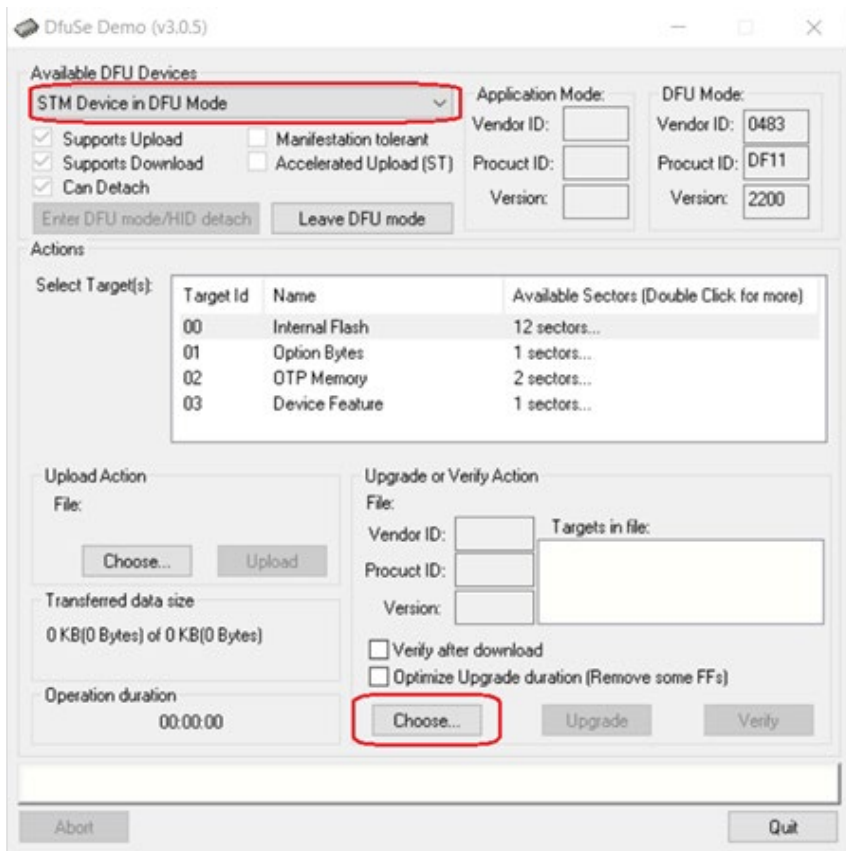 DfuSe Demo (v3.0.5)
Available DFU Devices
STM Device in DFU Mode
Supports Upload
Manifestation tolerant
Supports Download
Accelerated Upload (ST)
Can Detach
Enter DFU mode/HID detach
Leave DFU mode
Application Mode:
Vendor ID:
Procuct ID:
Version:
DFU Mode:
Vendor ID: 0483
Procuct ID: DF11
Version: 2200
Actions
Select Target(s):
Target Id Name Available Sectors (Double Click for more)
00 Internal Flash 12 sectors...
01 Option Bytes 1 sectors...
02 OTP Memory 2 sectors...
03 Device Feature 1 sectors...
Upload Action
File:
Choose... Upload
Transferred data size
0 KB(0 Bytes) of 0 KB(0 Bytes)
Operation duration
00:00:00
Upgrade or Verify Action
File:
Vendor ID:
Procuct ID:
Version:
Targets in file:
Verify after download
Optimize Upgrade duration (Remove some FFs)
Choose... Upgrade Verify
Abort Quit